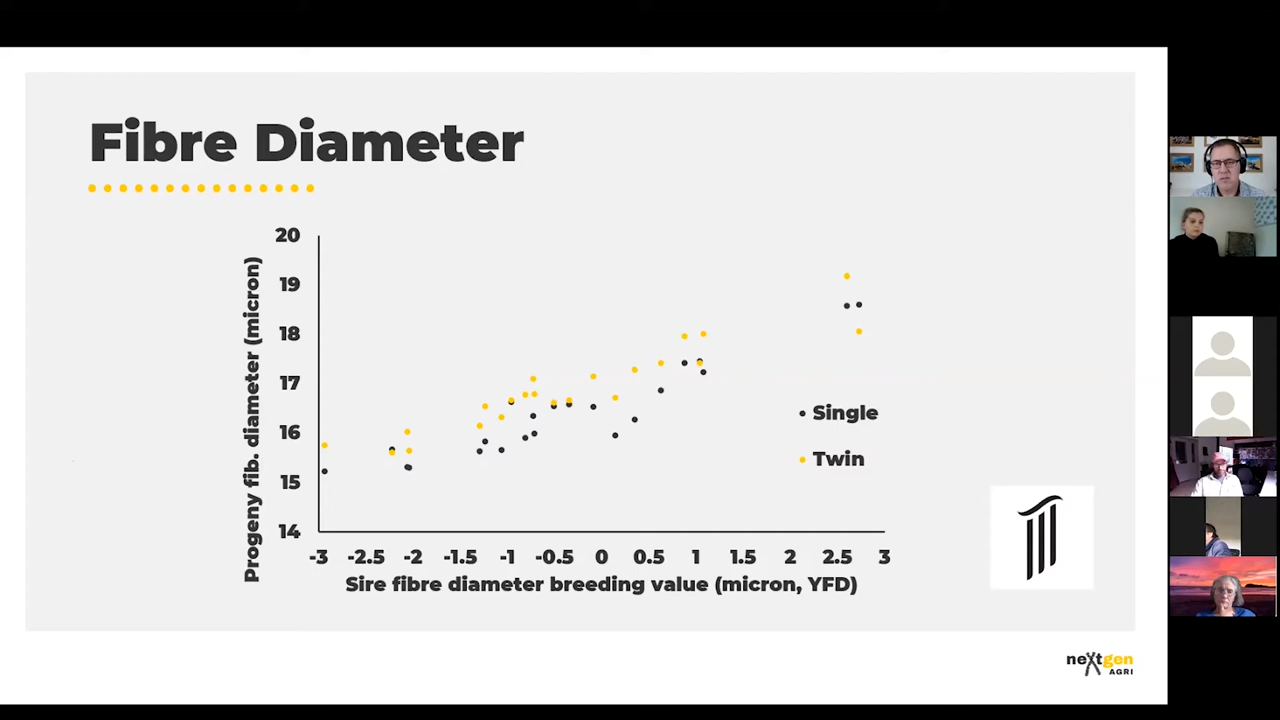 Fibre Diameter
20
19
18
17
16
15
14
Progeny fib. diameter (micron)
-3 -2.5 -2 -1.5 -1 -0.5 0 0.5 1 1.5 2 2.5 3
Sire fibre diameter breeding value (micron, YFD)
Single
Twin
nextgen
AGRI